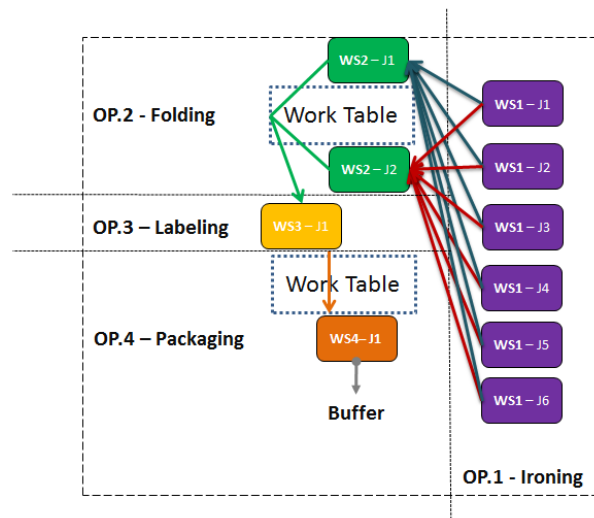 WS2 – J1
OP.2 - Folding
Work Table
WS2 – J2
OP.3 – Labeling
WS3 – J1
Work Table
OP.4 – Packaging
WS4– J1
Buffer
WS1 – J1
WS1 – J2
WS1 – J3
WS1 – J4
WS1 – J5
WS1 – J6
OP.1 - Ironing